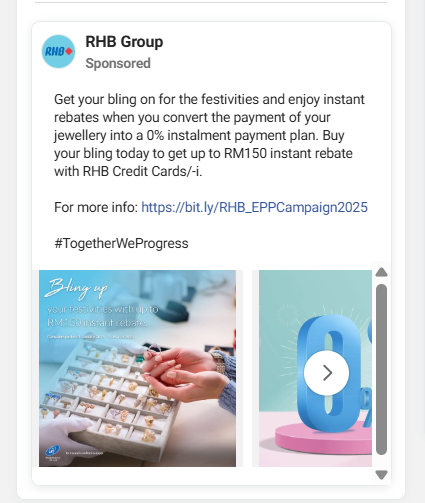 RHB Group
RHB
Sponsored
Get your bling on for the festivities and enjoy instant
rebates when you convert the payment of your
jewellery into a 0% instalment payment plan. Buy
your bling today to get up to RM150 instant rebate
with RHB Credit Cards/-i.
For more info: https://bit.ly/RHB_EPPCampaign2025
#TogetherWeProgress
Bling up
your festivities with up to
RM150 instant rebate
0%